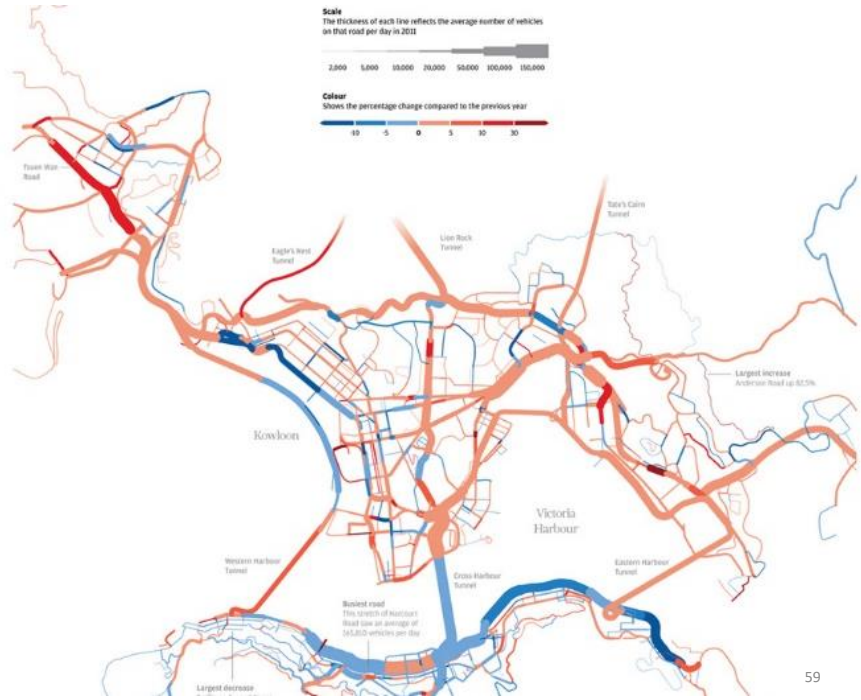 Scale
The thickness of each line reflects the average number of vehicles
on that road per day in 2011
2,000 5,000 10,000 20,000 50,000 100,000 150,000
Colour
Shows the percentage change compared to the previous year
-10 -5 0 5 10 30
Tsuen Wan
Road
Eagle's Nest
Tunnel
Lion Rock
Tunnel
Tate's Cairn
Tunnel
Largest increase
Anderson Road up 82.5%
Kowloon
Victoria
Harbour
Western Harbour
Tunnel
Cross-Harbour
Tunnel
Eastern Harbour
Tunnel
Busiest road
This stretch of Harcourt
Road saw an average of
vehicles per day
Largest decrease
59